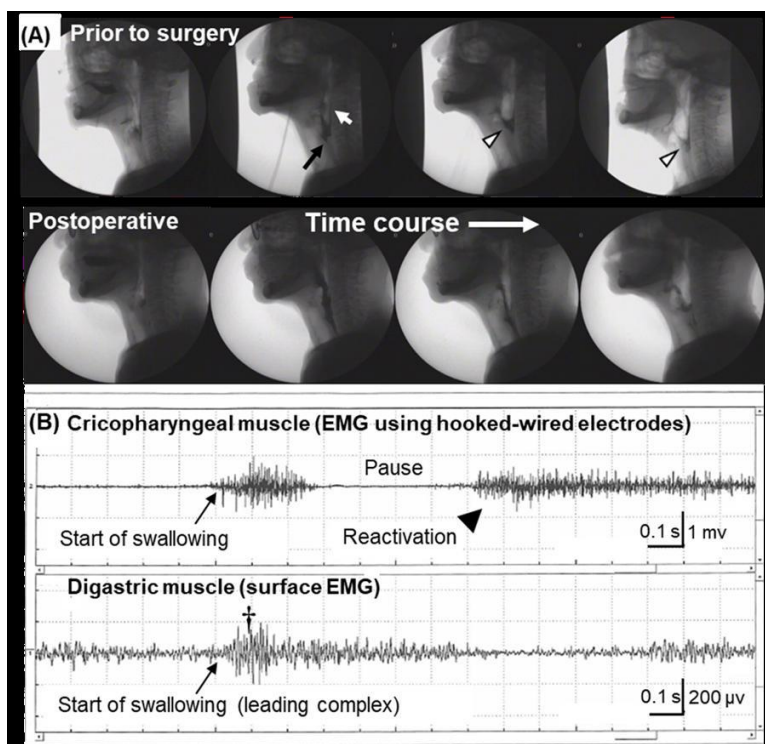 (A) Prior to surgery
Postoperative
Time course
(B) Cricopharyngeal muscle (EMG using hooked-wired electrodes)
2
Pause
Start of swallowing
Reactivation
0.1 s 1 mv
Digastric muscle (surface EMG)
‡
Start of swallowing (leading complex)
0.1 s 200 μv